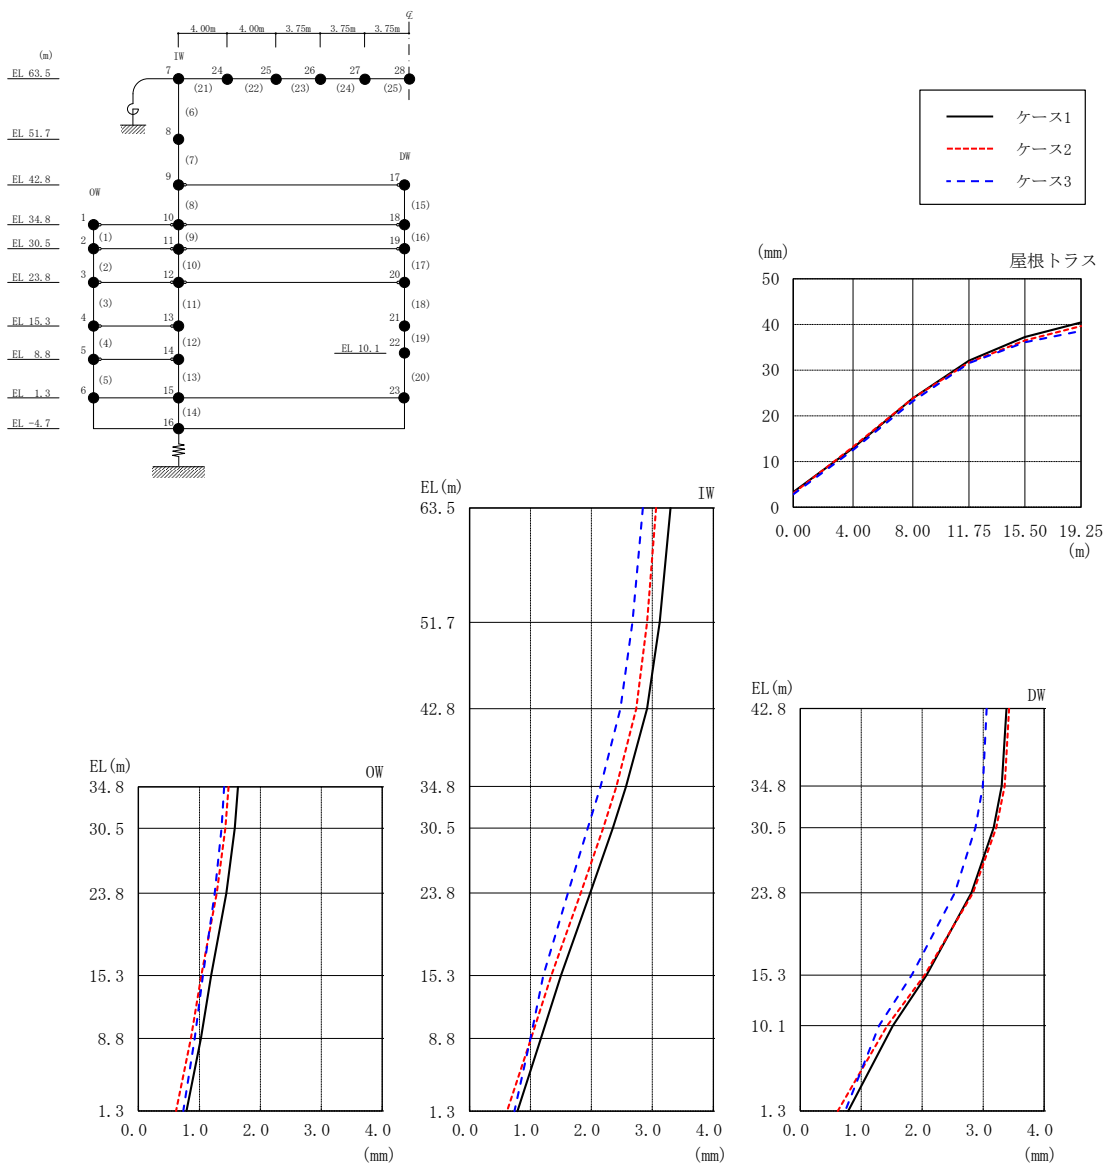 ℄
4.00m 4.00m 3.75m 3.75m 3.75m
(m)
IW
7 24 25 26 27 28
EL 63.5
(21) (22) (23) (24) (25)
(6)
EL 51.7 8
(7) DW
EL 42.8 9 17
OW
(8) (15)
EL 34.8 1 10 18
(1) (9) (16)
EL 30.5 2 11 19
(2) (10) (17)
EL 23.8 3 12 20
(3) (11) (18)
EL 15.3 4 13 21
(4) (12) (19)
EL 8.8 5 14 EL 10.1 22
(5) (13) (20)
EL 1.3 6 15 23
(14)
EL -4.7 16
ケース1
ケース2
ケース3
(mm)
屋根トラス
50
40
30
20
10
0
0.00 4.00 8.00 11.75 15.50 19.25
(m)
EL(m) IW
63.5
51.7
42.8
34.8
30.5
23.8
15.3
8.8
1.3
0.0 1.0 2.0 3.0 4.0
(mm)
EL(m) OW
34.8
30.5
23.8
15.3
8.8
1.3
0.0 1.0 2.0 3.0 4.0
(mm)
EL(m) DW
42.8
34.8
30.5
23.8
15.3
10.1
1.3
0.0 1.0 2.0 3.0 4.0
(mm)